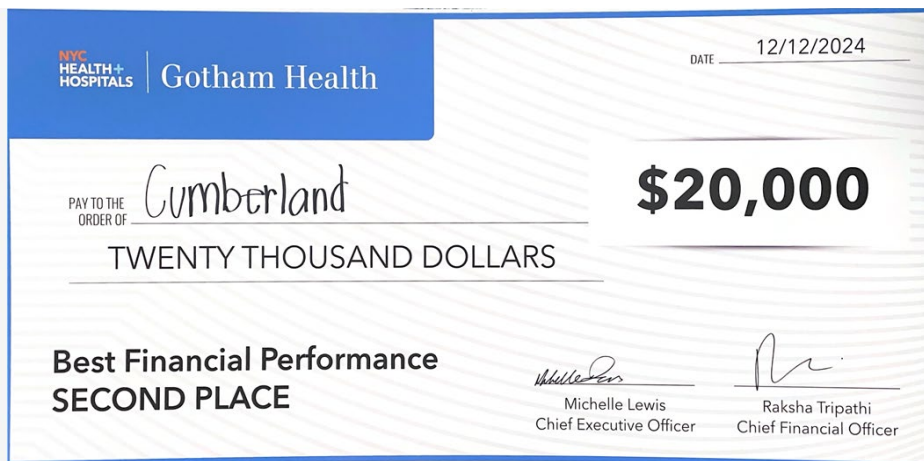 NYC
HEALTH+
HOSPITALS
Gotham Health
DATE 12/12/2024
PAY TO THE
ORDER OF Cumberland
$20,000
TWENTY THOUSAND DOLLARS
Best Financial Performance
SECOND PLACE
Michelle Lewis
Chief Executive Officer
Raksha Tripathi
Chief Financial Officer